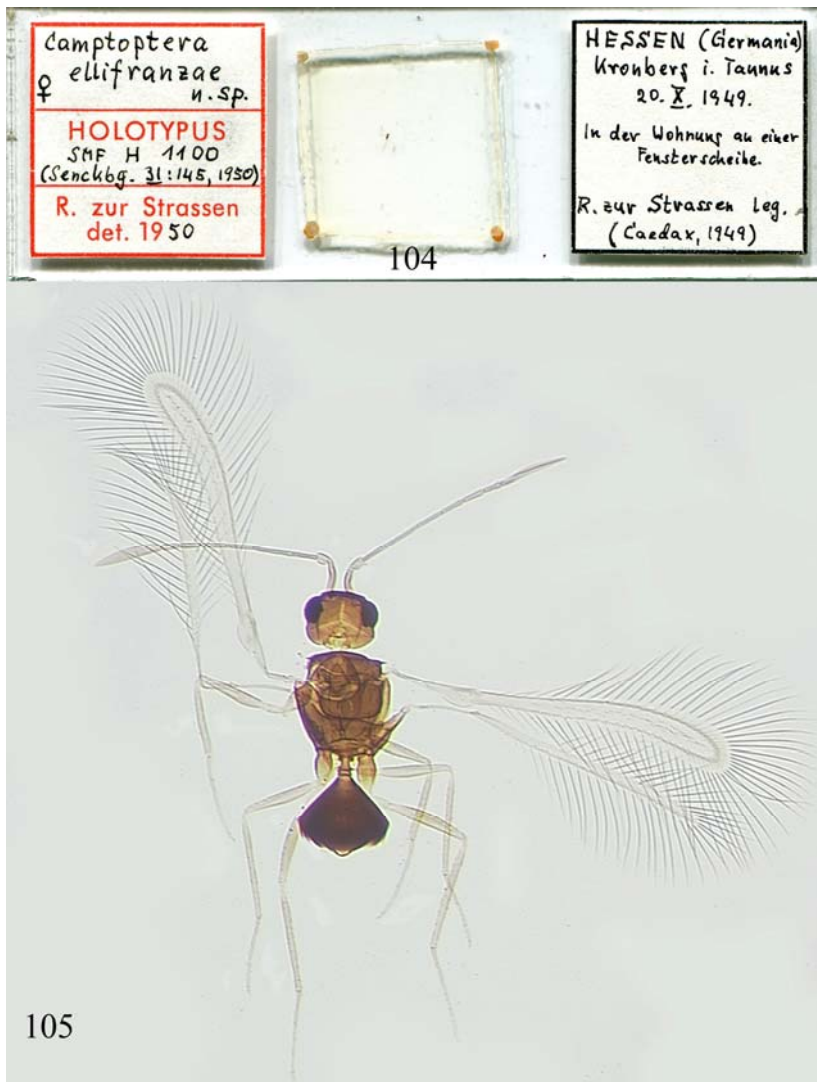 Camptoptera
ellifranzae
♀ n. sp.
HOLOTYPUS
SMF H 1100
(Senckbg. 31:145, 1950)
R. zur Strassen
det. 1950
104
HESSEN (Germania)
Kronberg i. Taunus
20. X. 1949.
In der Wohnung an einer
Fensterscheibe.
R. zur Strassen leg.
(Caedax, 1949)
105